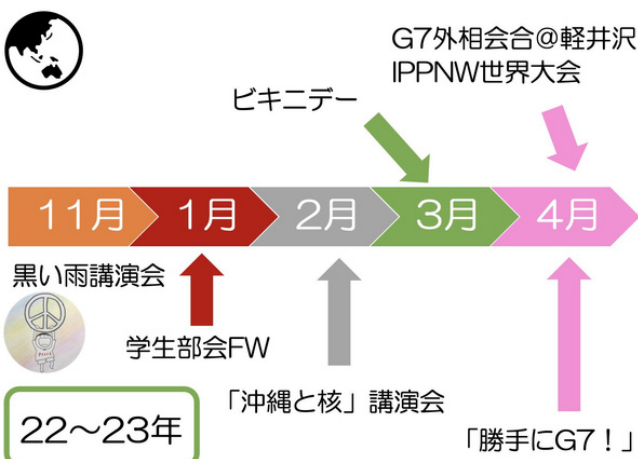 G7外相会合@軽井沢
IPPNW世界大会
ビキニデー
11月
1月
2月
3月
4月
黒い雨講演会
学生部会FW
「沖縄と核」講演会
「勝手にG7！」
22～23年